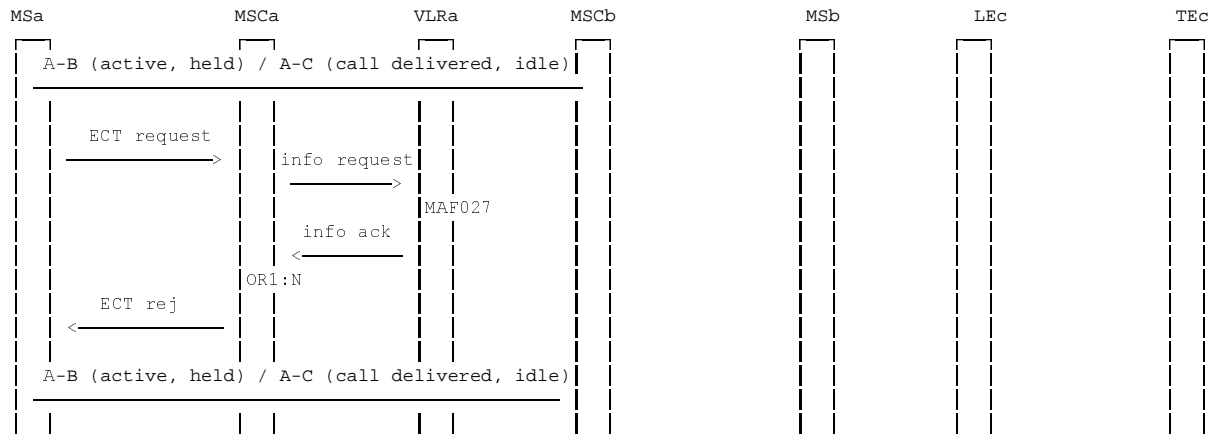 MSa MSCa VLRa MSCb MSb LEc TEc
A-B (active, held) / A-C (call delivered, idle)
ECT request
info request
MAF027
info ack
OR1:N
ECT rej
A-B (active, held) / A-C (call delivered, idle)